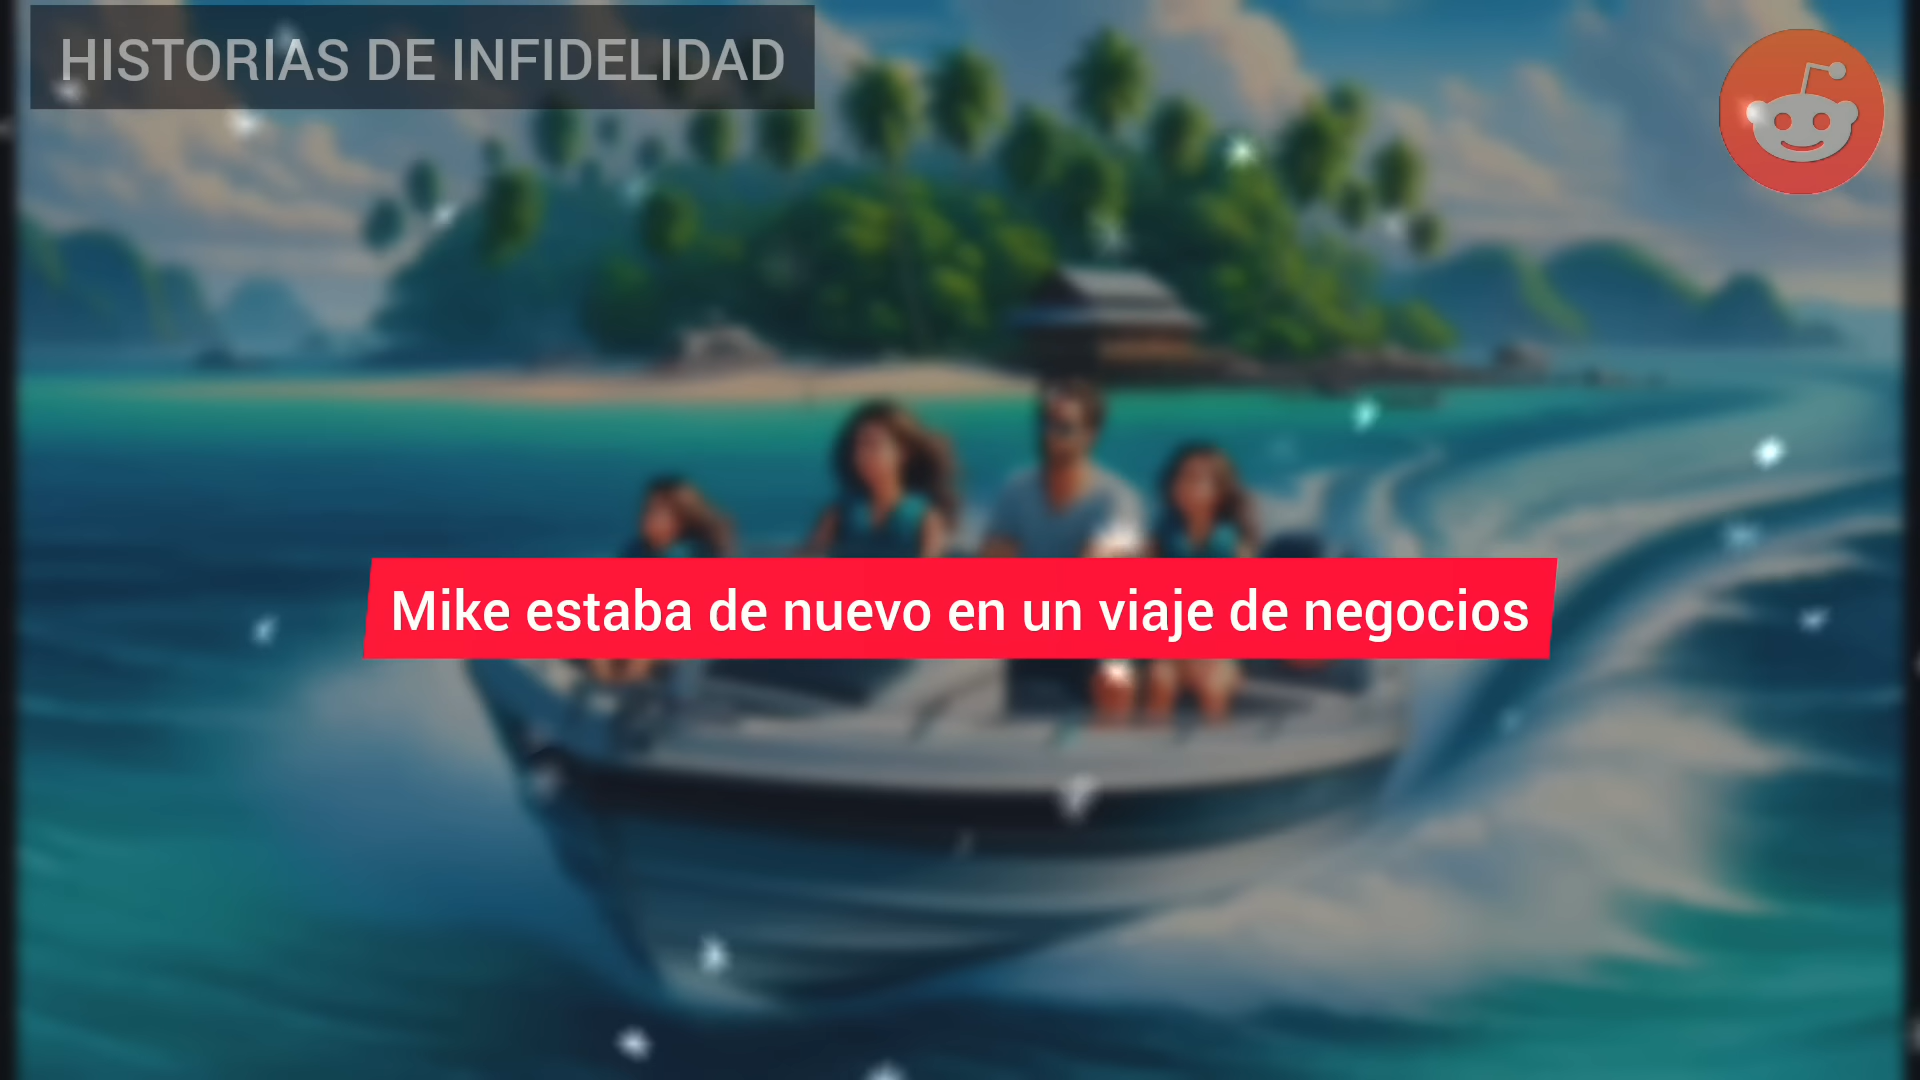 HISTORIAS DE INFIDELIDAD
Mike estaba de nuevo en un viaje de negocios